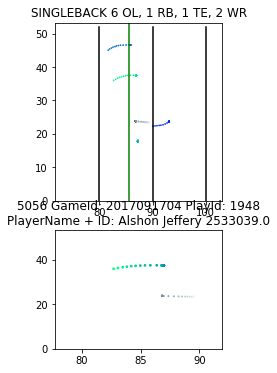 SINGLEBACK 6 OL, 1 RB, 1 TE, 2 WR
50
40
30
20
10
0
80 90 100
5056 GameId: 2017091704 PlayId: 1948
PlayerName + ID: Alshon Jeffery 2533039.0
40
20
0
80 85 90